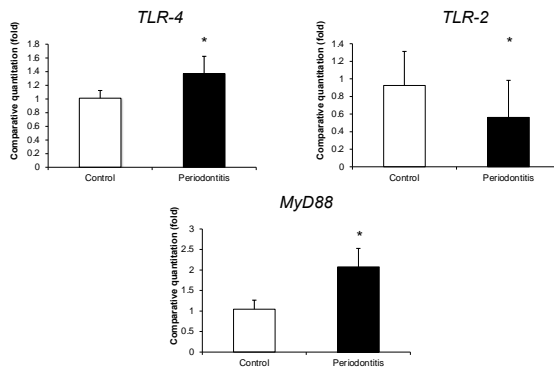 TLR-4
Comparative quantitation (fold)
1.8
1.6
1.4
1.2
1
0.8
0.6
0.4
0.2
0
*
Control
Periodontitis
TLR-2
Comparative quantitation (fold)
1.4
1.2
1
0.8
0.6
0.4
0.2
0
*
Control
Periodontitis
MyD88
Comparative quantitation (fold)
3
2.5
2
1.5
1
0.5
0
*
Control
Periodontitis